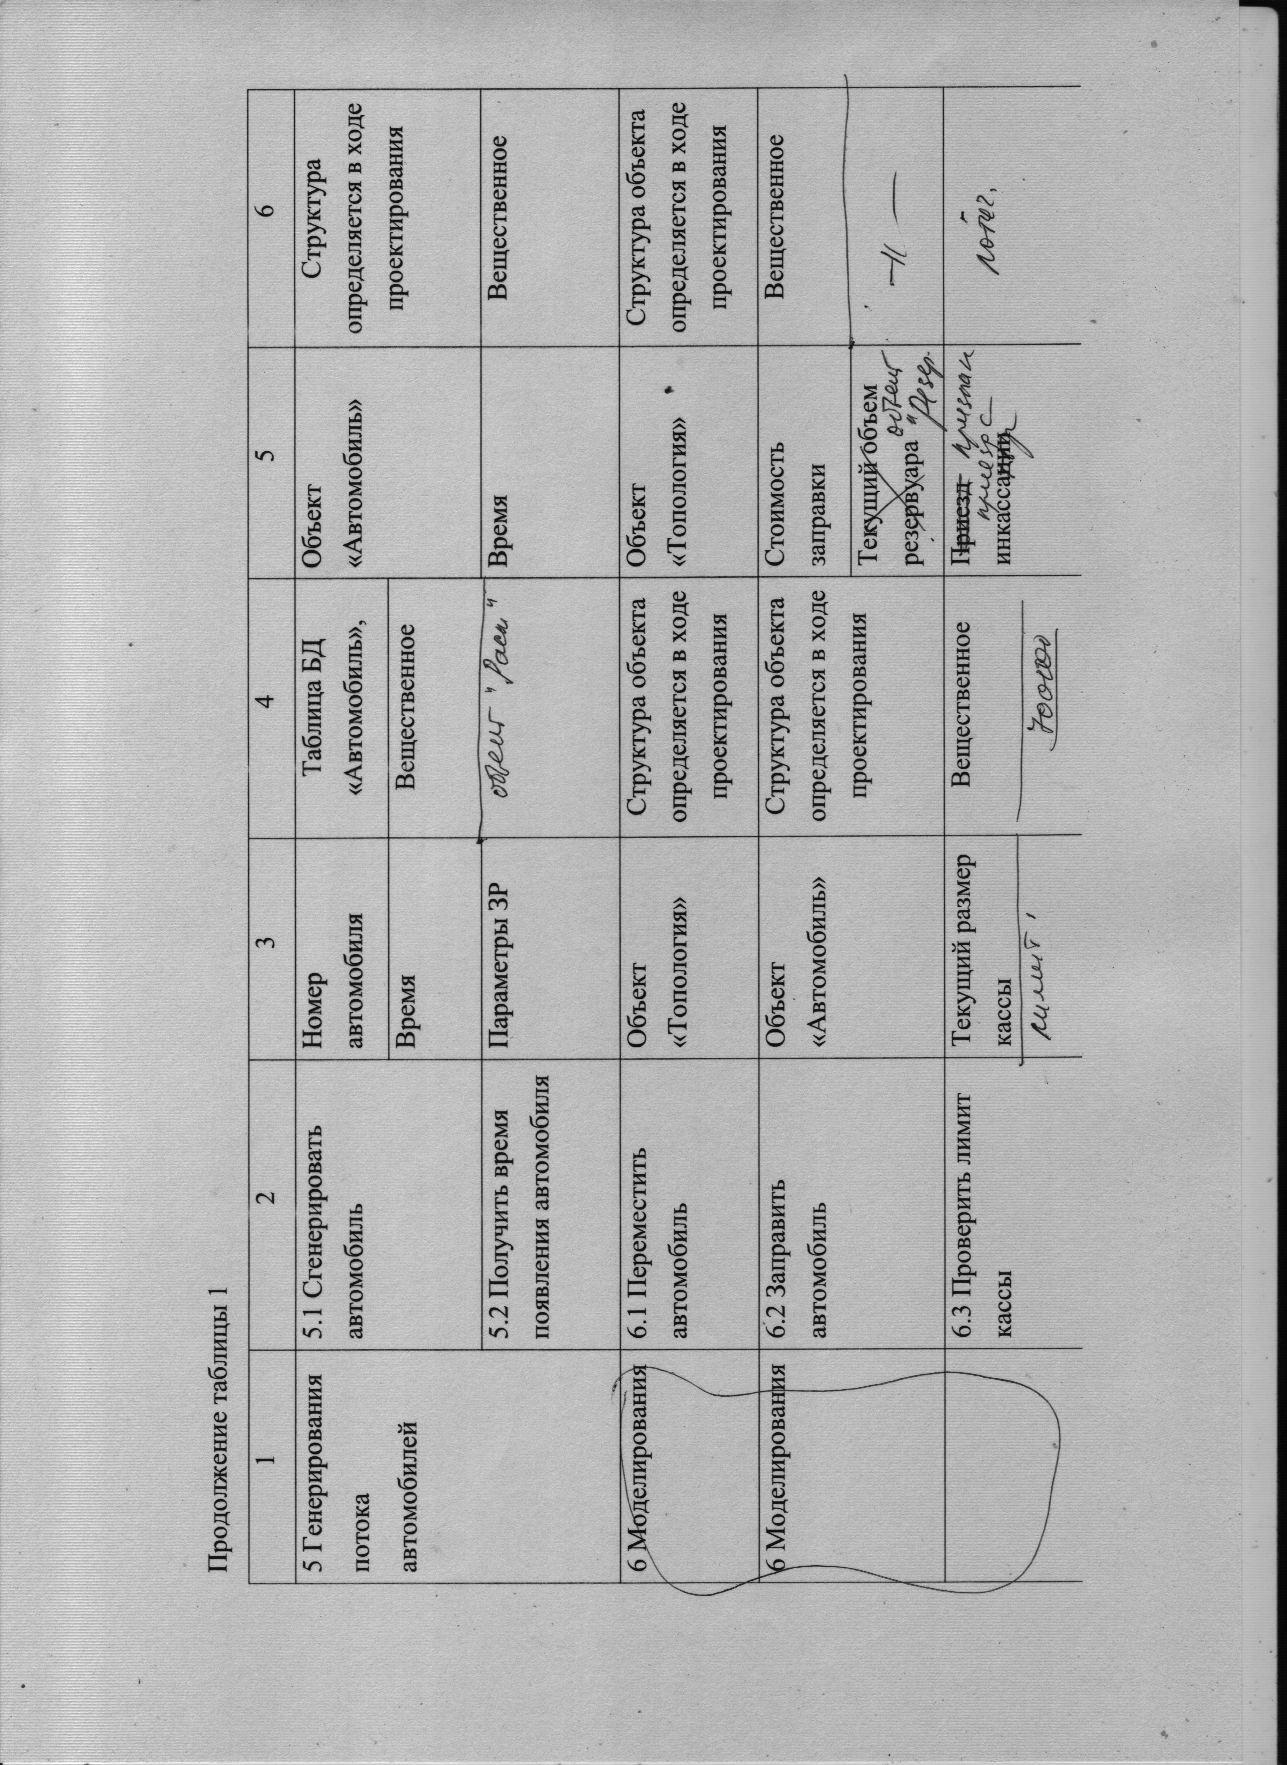 Продолжение таблицы 1
1 2 3 4 5 6
5 Генерирования
потока
автомобилей
5.1 Сгенерировать
автомобиль
Номер
автомобиля
Таблица БД
«Автомобиль»,
Объект
«Автомобиль»
Структура
определяется в ходе
проектирования
Время
Вещественное
5.2 Получить время
появления автомобиля
Параметры ЗР
объект "Расп"
Время
Вещественное
6 Моделирования
6.1 Переместить
автомобиль
Объект
«Топология»
Структура объекта
определяется в ходе
проектирования
Объект
«Топология»
Структура объекта
определяется в ходе
проектирования
6 Моделирования
6.2 Заправить
автомобиль
Объект
«Автомобиль»
Структура объекта
определяется в ходе
проектирования
Стоимость
заправки
Вещественное
Текущий объем
резервуара
объект
"Резер.
–//–
6.3 Проверить лимит
кассы
Текущий размер
кассы
Вещественное
Приезд признак
приезда
инкассации
логич.
лимит